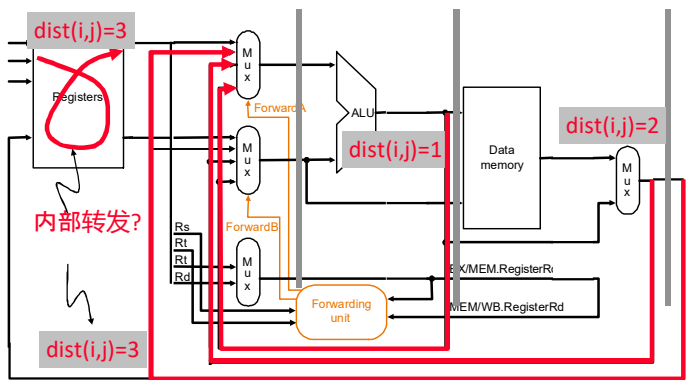 dist(i,j)=3
Registers
Mux
ForwardA
ALU
dist(i,j)=2
Mux
dist(i,j)=1
Data
memory
Mux
内部转发?
Rs
ForwardB
Rt
Rt
Rd
Mux
EX/MEM.RegisterRd
Forwarding
unit
MEM/WB.RegisterRd
dist(i,j)=3